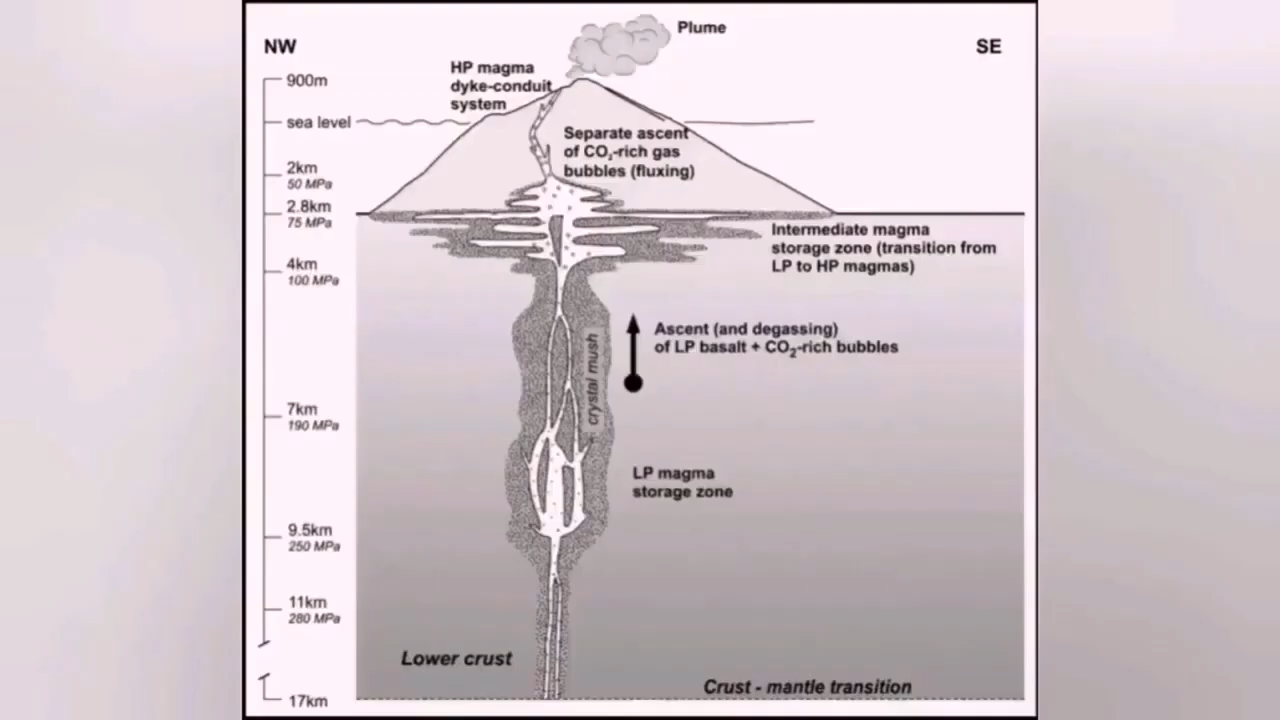 Plume
NW
SE
HP magma
dyke-conduit
system
900m
sea level
Separate ascent
of CO₂-rich gas
bubbles (fluxing)
2km
50 MPa
2.8km
75 MPa
Intermediate magma
storage zone (transition from
LP to HP magmas)
4km
100 MPa
Ascent (and degassing)
of LP basalt + CO₂-rich bubbles
crystal mush
7km
190 MPa
LP magma
storage zone
9.5km
250 MPa
11km
280 MPa
Lower crust
Crust - mantle transition
17km